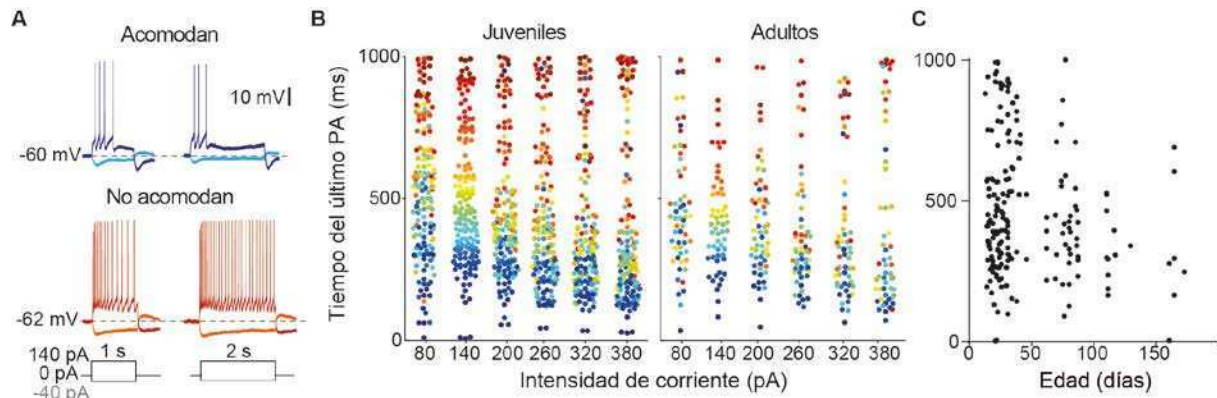 A
Acomodan
10 mV
-60 mV
No acomodan
-62 mV
140 pA
0 pA
-40 pA
1 s
2 s
B
Juveniles
Adultos
Tiempo del último PA (ms)
1000
500
0
80 140 200 260 320 380
80 140 200 260 320 380
Intensidad de corriente (pA)
C
1000
500
0
0 50 100 150
Edad (días)